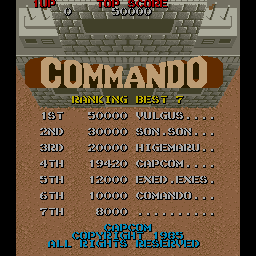 1UP TOP SCORE
0 50000
COMMANDO
RANKING BEST 7
1ST 50000 VULGUS....
2ND 30000 SON.SON...
3RD 20000 HIGEMARU..
4TH 19420 CAPCOM....
5TH 12000 EXED.EXES
6TH 10000 COMANDO...
7TH 8000 ..........
CAPCOM
COPYRIGHT 1985
ALL RIGHTS RESERVED